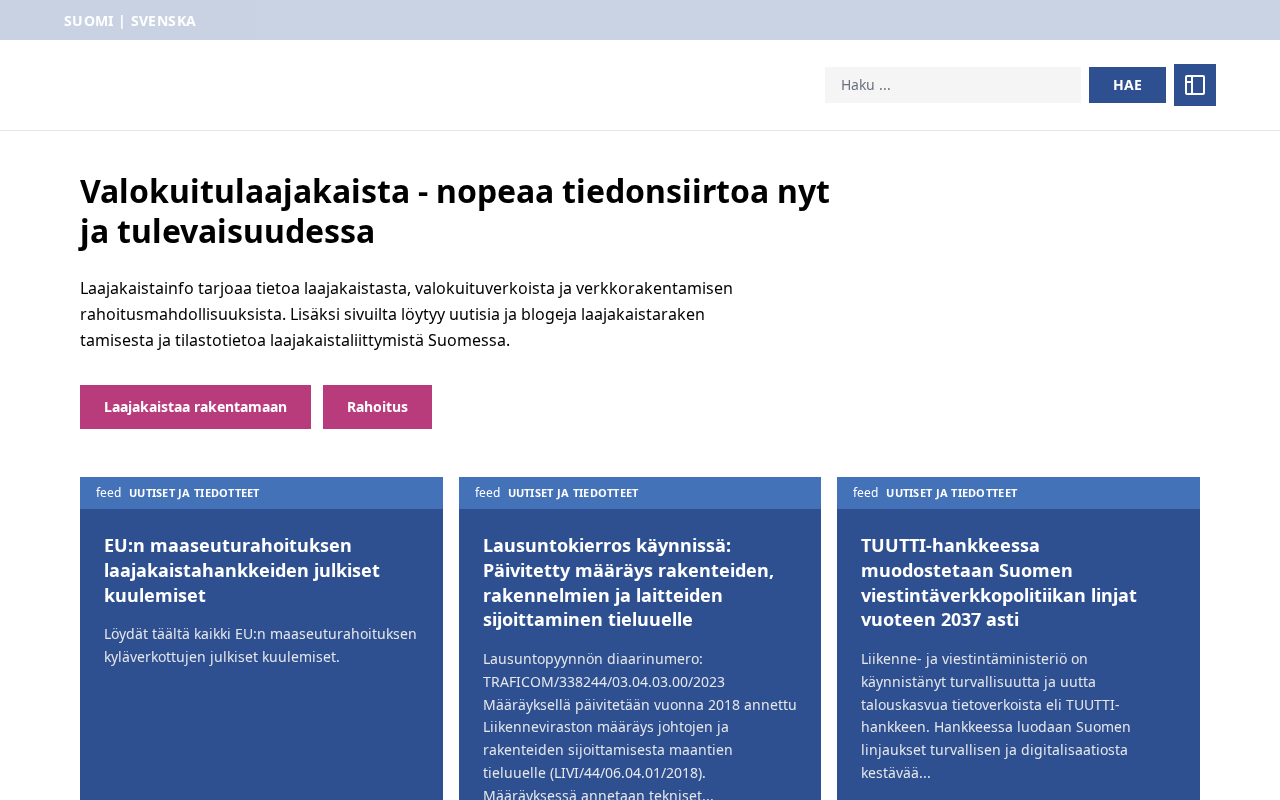 SUOMI | SVENSKA
Haku ...
HAE
Valokuitulaajakaista - nopeaa tiedonsiirtoa nyt
ja tulevaisuudessa
Laajakaistainfo tarjoaa tietoa laajakaistasta, valokuituverkoista ja verkkorakentamisen
rahoitusmahdollisuuksista. Lisäksi sivuilta löytyy uutisia ja blogeja laajakaistaraken
tamisesta ja tilastotietoa laajakaistaliittymistä Suomessa.
Laajakaistaa rakentamaan
Rahoitus
feed UUTISET JA TIEDOTTEET
EU:n maaseuturahoituksen
laajakaistahankkeiden julkiset
kuulemiset
Löydät täältä kaikki EU:n maaseuturahoituksen
kyläverkottujen julkiset kuulemiset.
feed UUTISET JA TIEDOTTEET
Lausuntokierros käynnissä:
Päivitetty määräys rakenteiden,
rakennelmien ja laitteiden
sijoittaminen tieluuelle
Lausuntopyynnön diaarinumero:
TRAFICOM/338244/03.04.03.00/2023
Määräyksellä päivitetään vuonna 2018 annettu
Liikenneviraston määräys johtojen ja
rakenteiden sijoittamisesta maantien
tieluuelle (LIVI/44/06.04.01/2018).
Määräyksessä annetaan tekniset...
feed UUTISET JA TIEDOTTEET
TUUTTI-hankkeessa
muodostetaan Suomen
viestintäverkkopolitiikan linjat
vuoteen 2037 asti
Liikenne- ja viestintäministeriö on
käynnistänyt turvallisuutta ja uutta
talouskasvua tietoverkoista eli TUUTTI-
hankkeen. Hankkeessa luodaan Suomen
linjaukset turvallisen ja digitalisaatiosta
kestävää...